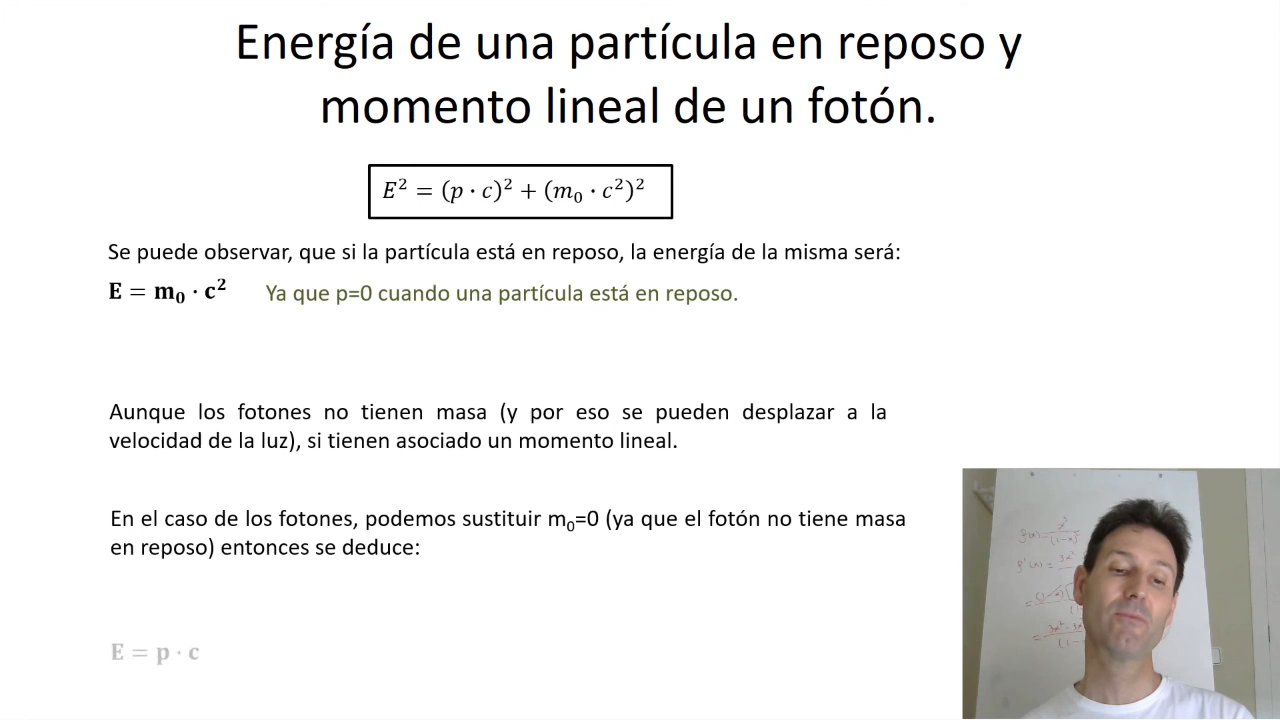 Energía de una partícula en reposo y
momento lineal de un fotón.
E² = (p · c)² + (m₀ · c²)²
Se puede observar, que si la partícula está en reposo, la energía de la misma será:
E = m₀ · c² Ya que p=0 cuando una partícula está en reposo.
Aunque los fotones no tienen masa (y por eso se pueden desplazar a la
velocidad de la luz), si tienen asociado un momento lineal.
En el caso de los fotones, podemos sustituir m₀=0 (ya que el fotón no tiene masa
en reposo) entonces se deduce:
E = p · c